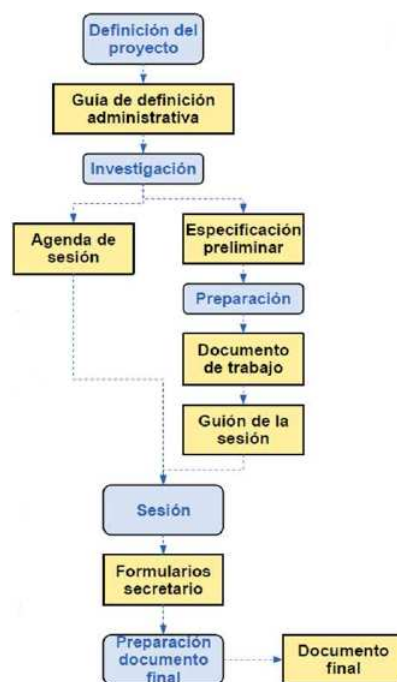 Definición del
proyecto
Guía de definición
administrativa
Investigación
Agenda de
sesión
Especificación
preliminar
Preparación
Documento
de trabajo
Guión de la
sesión
Sesión
Formularios
secretario
Preparación
documento
final
Documento
final